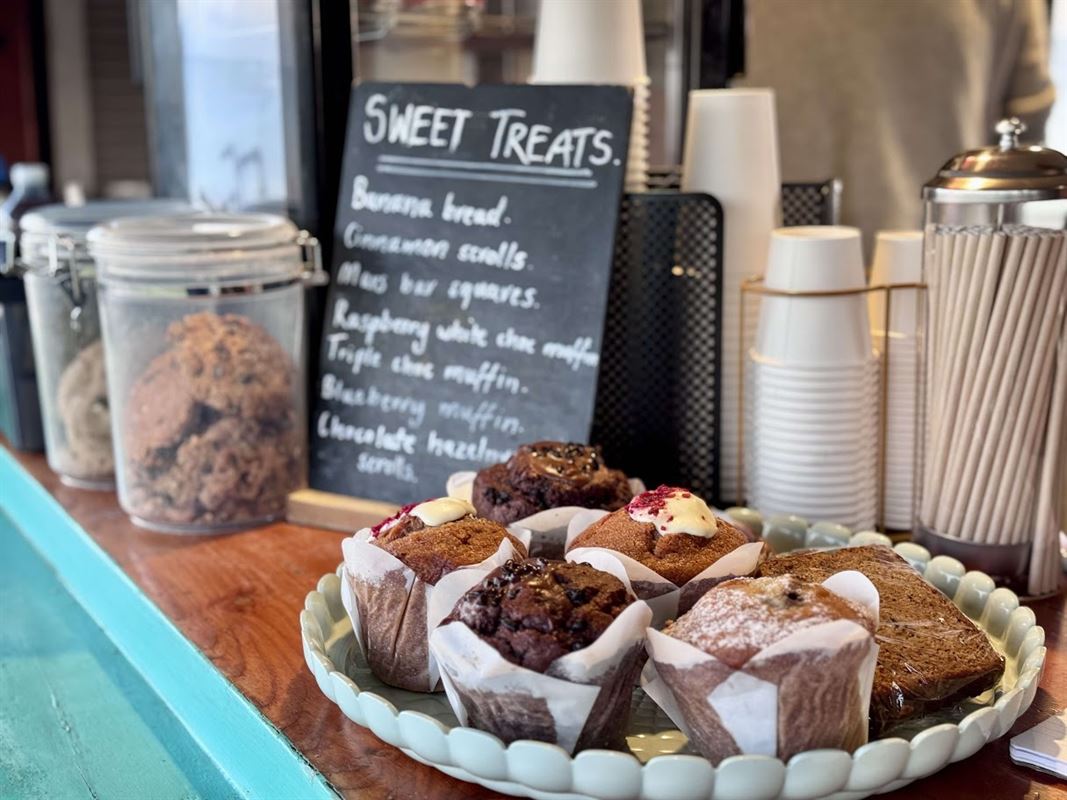 SWEET TREATS.
Banana bread.
Cinnamon scrolls.
Mars bar squares.
Raspberry white choc muffin
Triple choc muffin.
Blueberry muffin.
Chocolate hazelnut
scrolls.